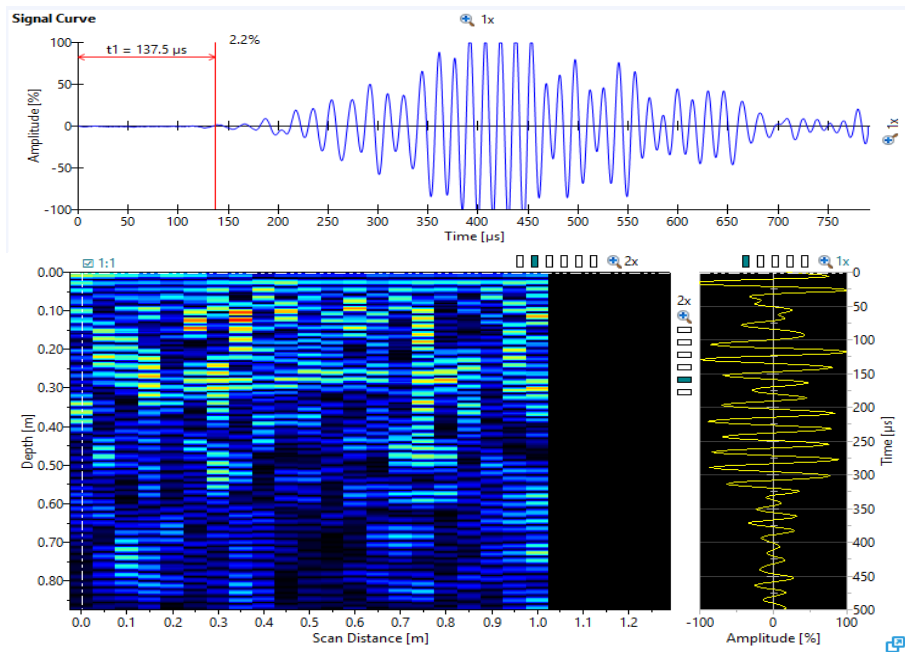 Signal Curve
1x
t1 = 137.5 µs
2.2%
100
50
0
-50
-100
Amplitude [%]
0 50 100 150 200 250 300 350 400 450 500 550 600 650 700 750
Time [µs]
1x
1:1
2x
1x
0.00
0.10
0.20
0.30
0.40
0.50
0.60
0.70
0.80
Depth [m]
0.0 0.1 0.2 0.3 0.4 0.5 0.6 0.7 0.8 0.9 1.0 1.1 1.2
Scan Distance [m]
2x
0
50
100
150
200
250
300
350
400
450
500
Time [µs]
-100 -50 0 50 100
Amplitude [%]